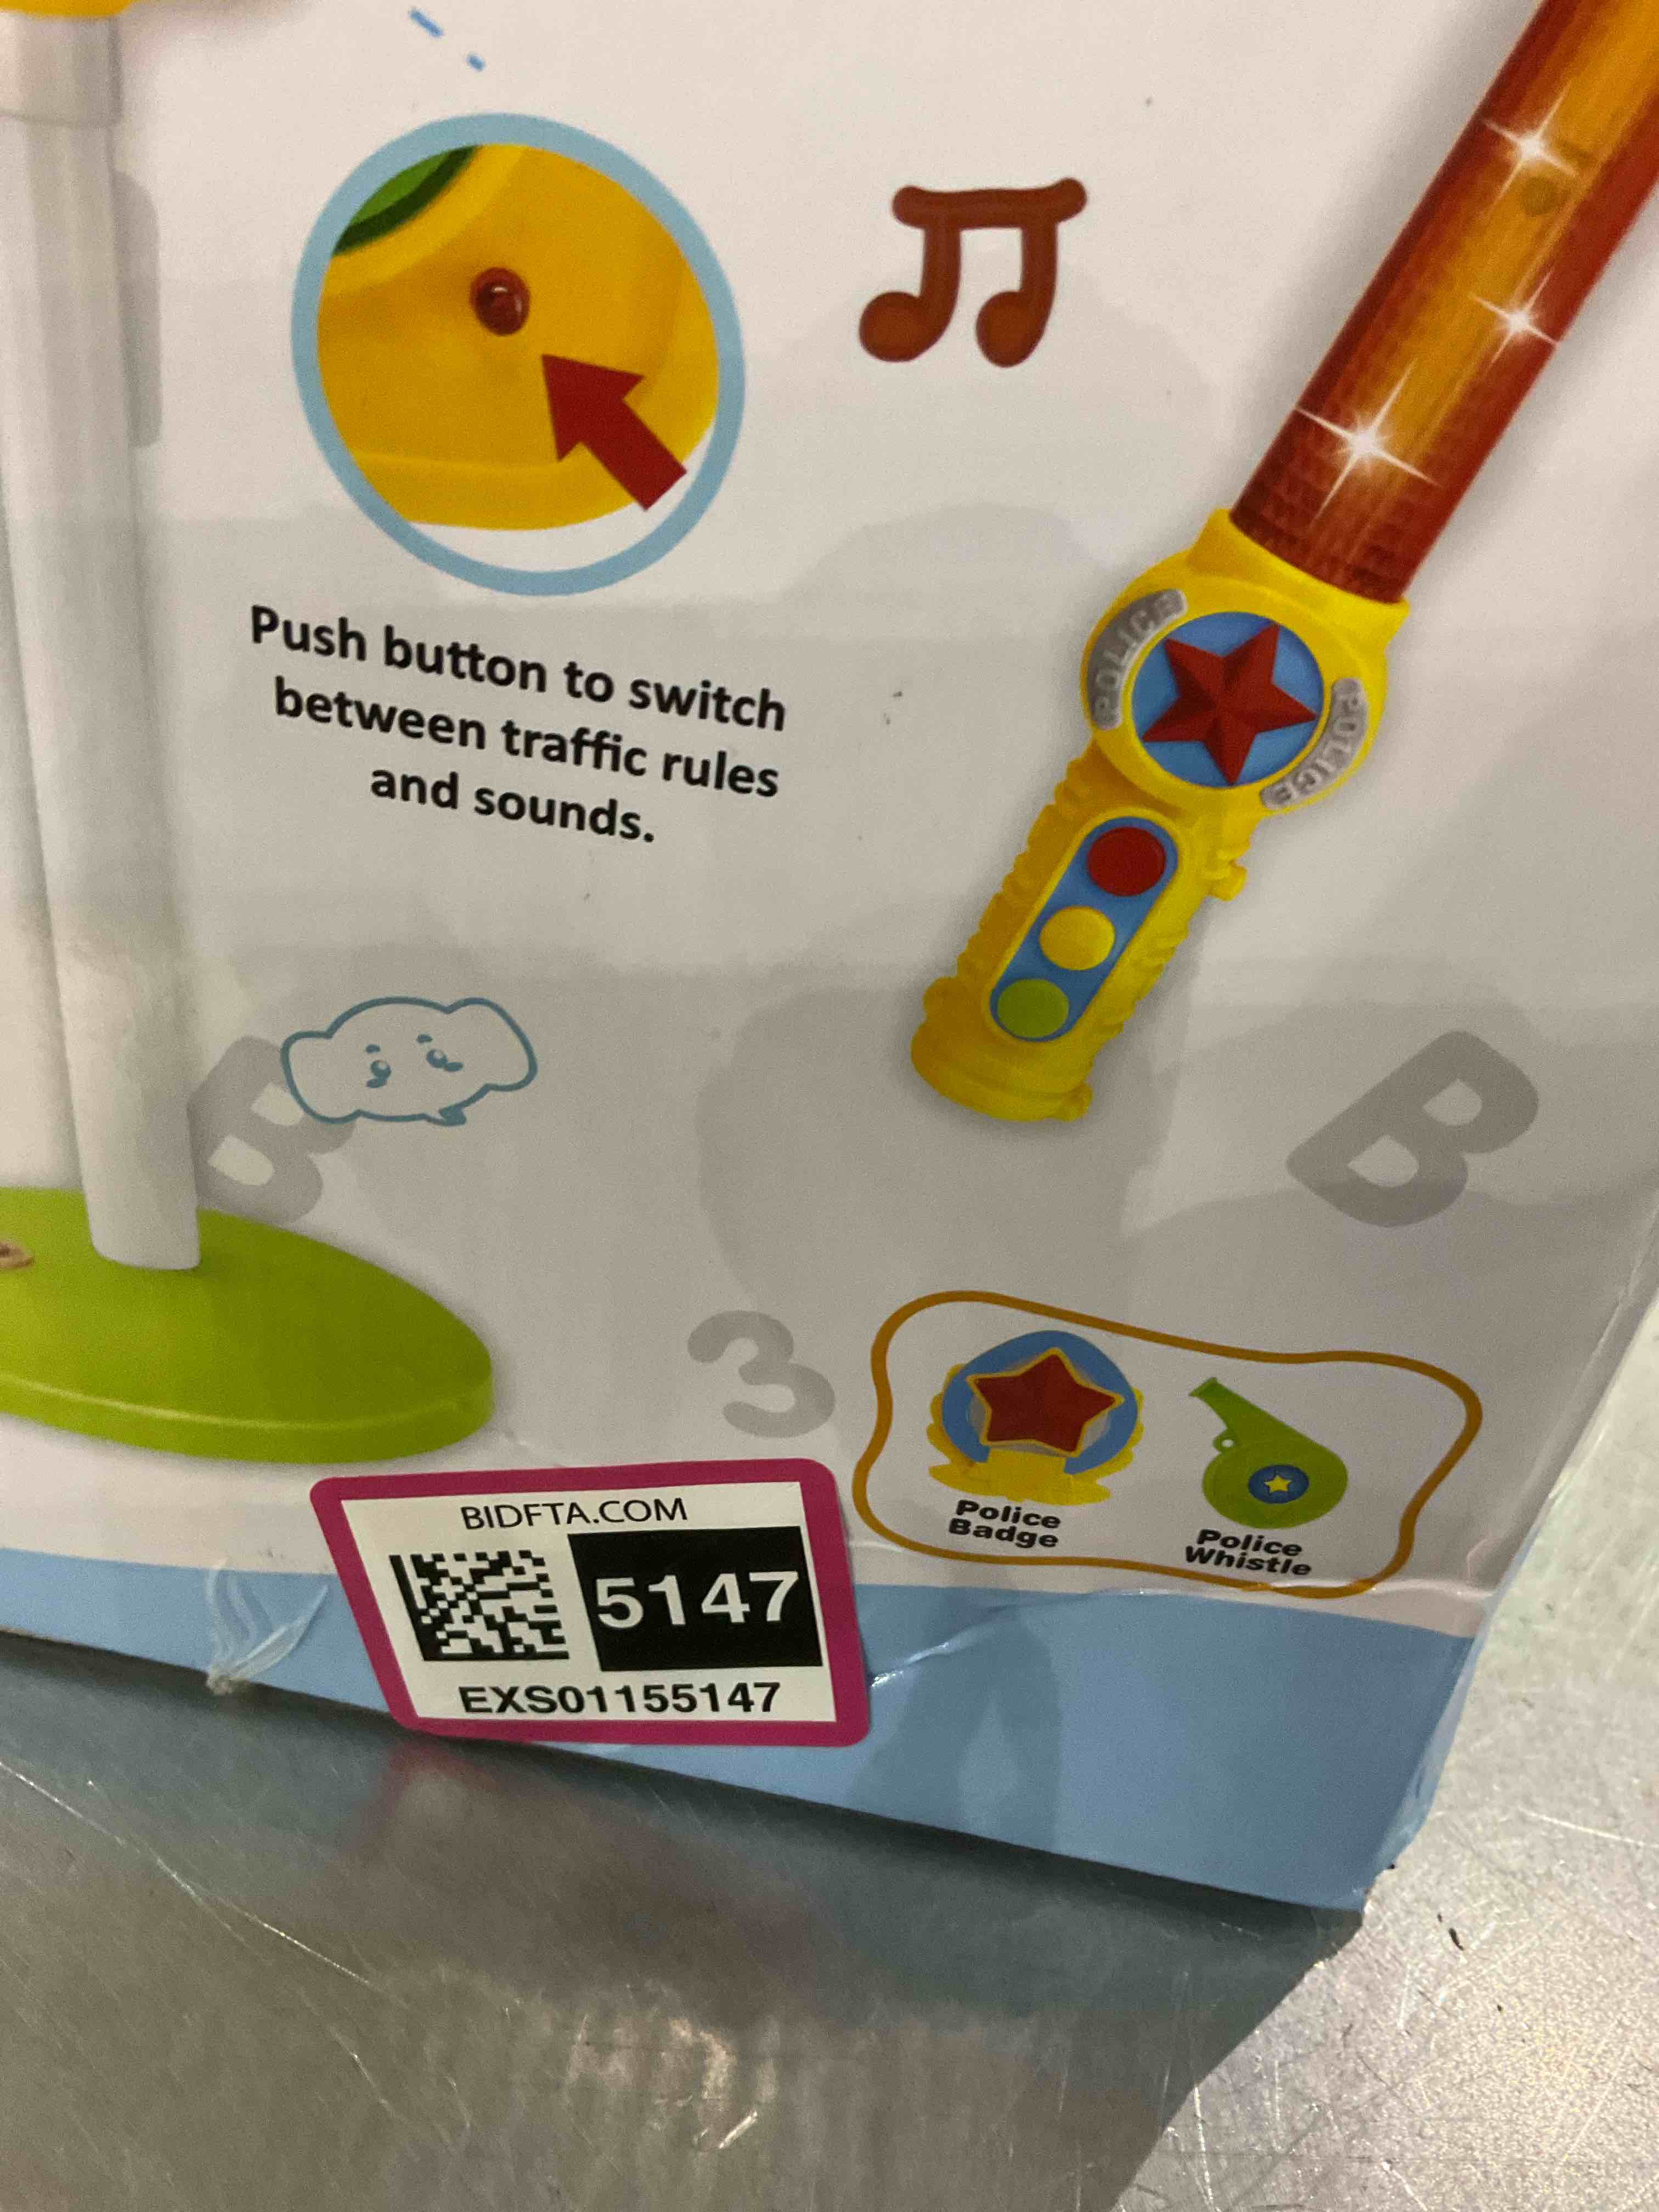 Push button to switch
between traffic rules
and sounds.
POLICE
POLICE
B
B
3
Police
Badge
Police
Whistle
BIDFTA.COM
5147
EXS01155147